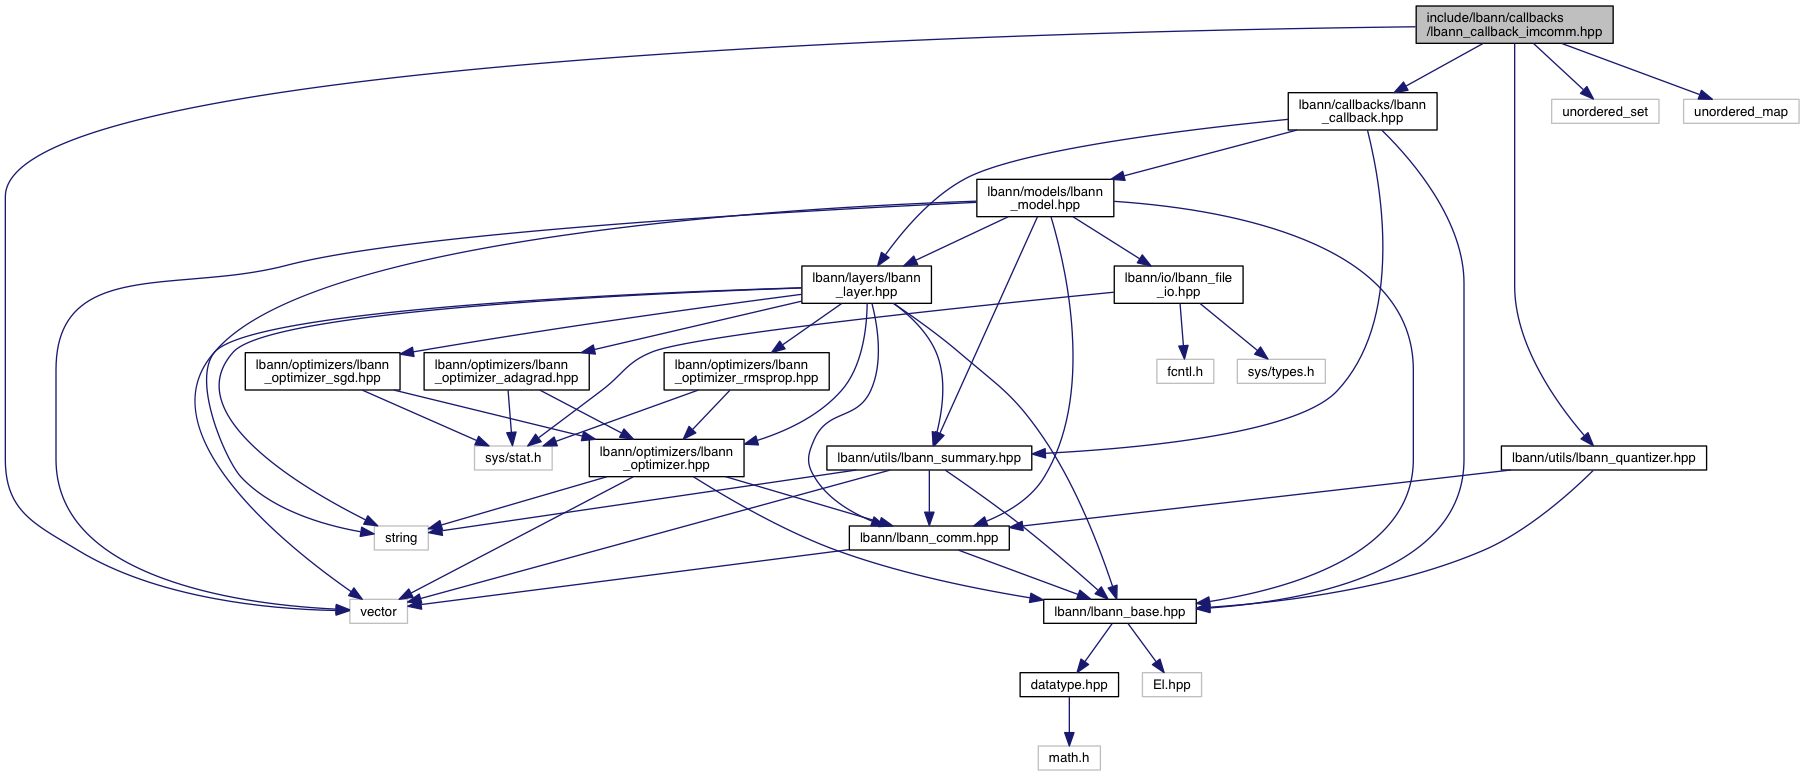 include/lbann/callbacks
/lbann_callback_imcomm.hpp
lbann/callbacks/lbann
_callback.hpp
unordered_set
unordered_map
lbann/models/lbann
_model.hpp
lbann/layers/lbann
_layer.hpp
lbann/io/lbann_file
_io.hpp
lbann/optimizers/lbann
_optimizer_sgd.hpp
lbann/optimizers/lbann
_optimizer_adagrad.hpp
lbann/optimizers/lbann
_optimizer_rmsprop.hpp
fcntl.h
sys/types.h
sys/stat.h
lbann/optimizers/lbann
_optimizer.hpp
lbann/utils/lbann_summary.hpp
lbann/utils/lbann_quantizer.hpp
string
lbann/lbann_comm.hpp
vector
lbann/lbann_base.hpp
datatype.hpp
El.hpp
math.h